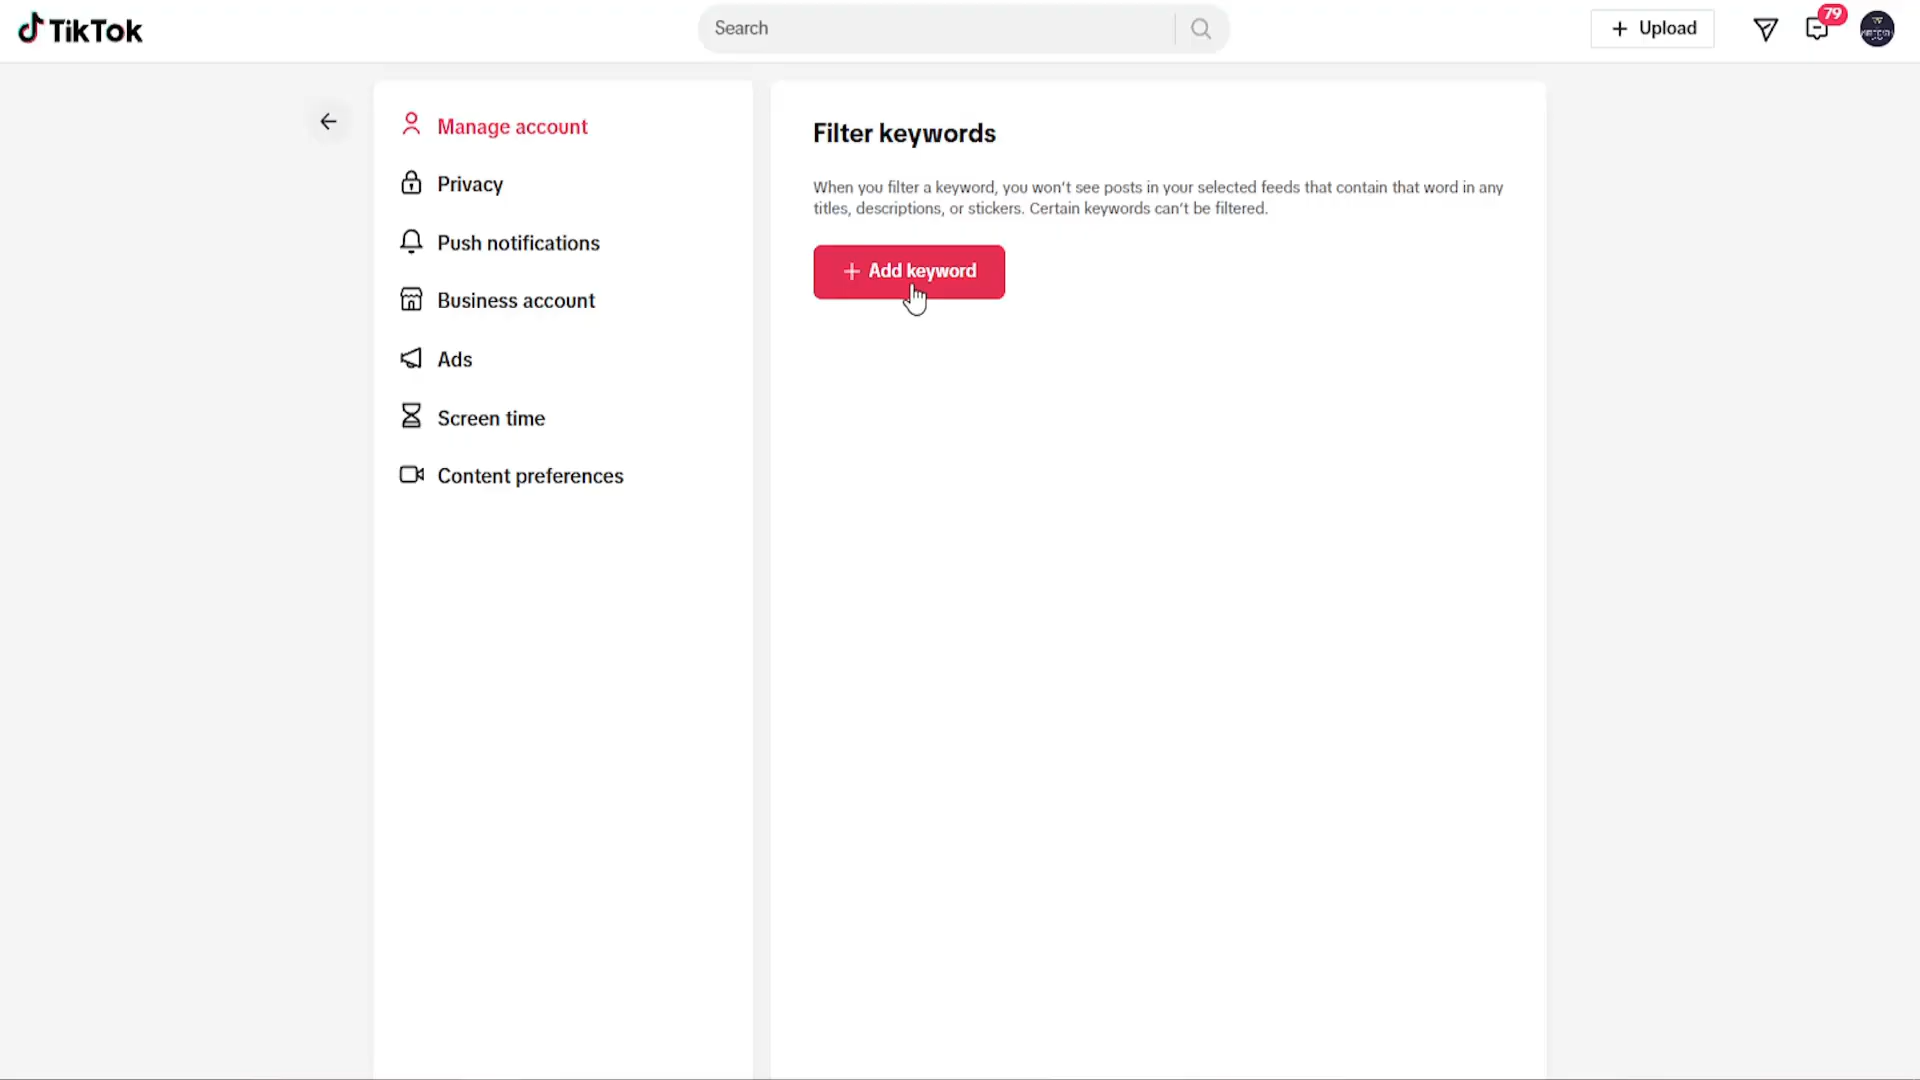 TikTok
Search
Upload
79
Manage account
Privacy
Push notifications
Business account
Ads
Screen time
Content preferences
Filter keywords
When you filter a keyword, you won't see posts in your selected feeds that contain that word in any
titles, descriptions, or stickers. Certain keywords can't be filtered.
Add keyword